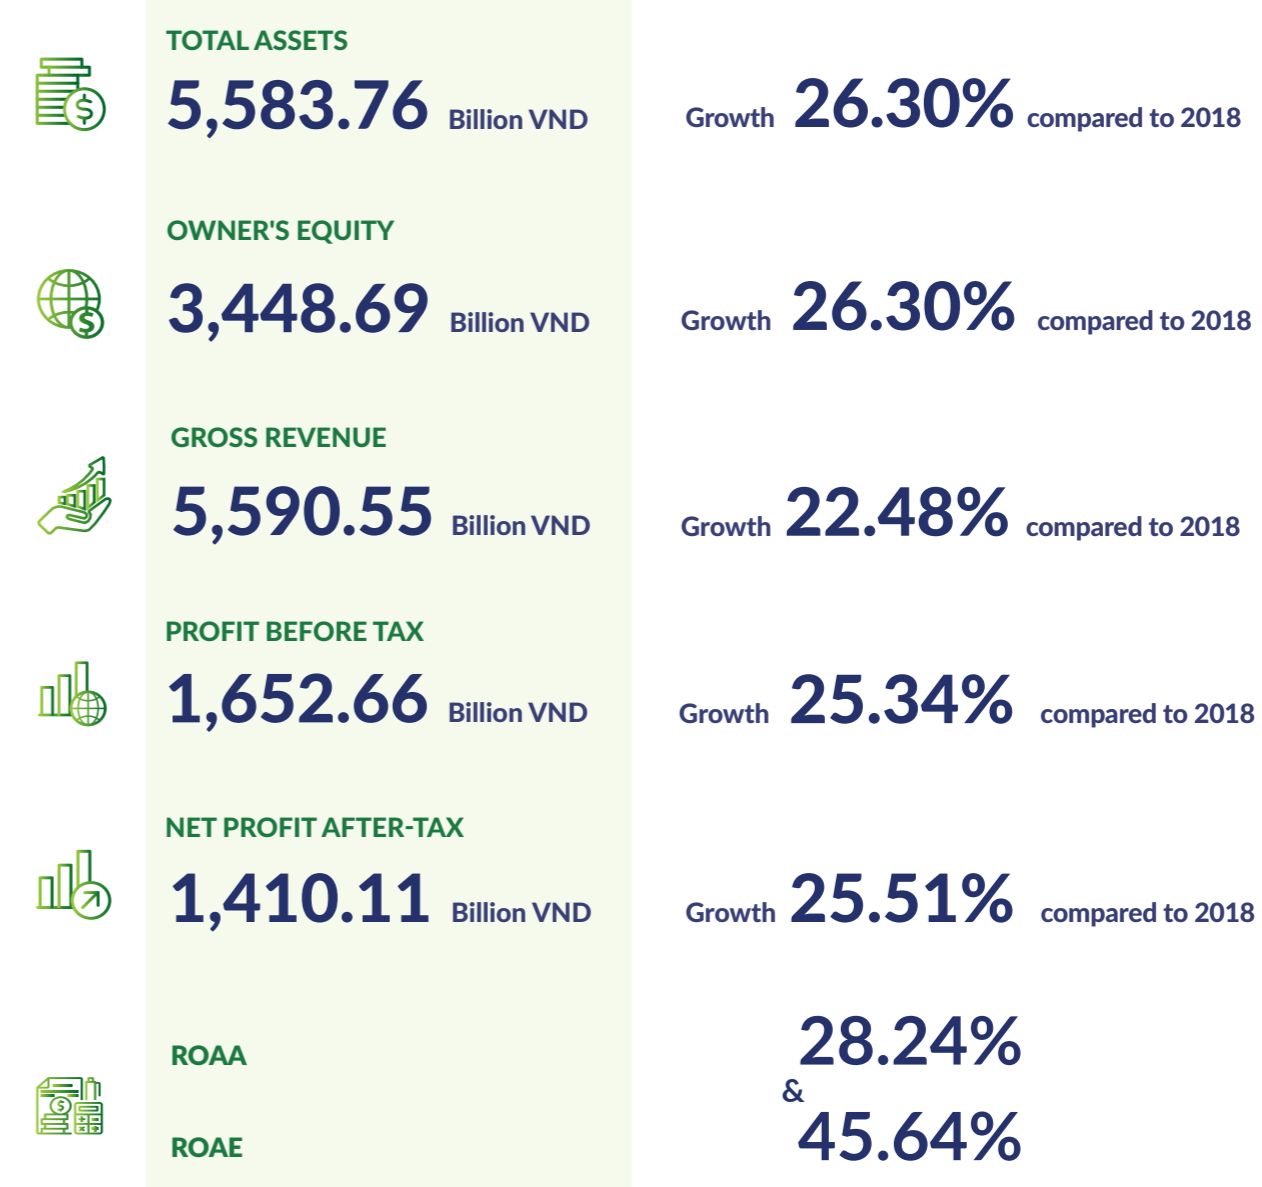 TOTAL ASSETS
5,583.76 Billion VND Growth 26.30% compared to 2018
OWNER'S EQUITY
3,448.69 Billion VND Growth 26.30% compared to 2018
GROSS REVENUE
5,590.55 Billion VND Growth 22.48% compared to 2018
PROFIT BEFORE TAX
1,652.66 Billion VND Growth 25.34% compared to 2018
NET PROFIT AFTER-TAX
1,410.11 Billion VND Growth 25.51% compared to 2018
ROAA 28.24%
&
ROAE 45.64%